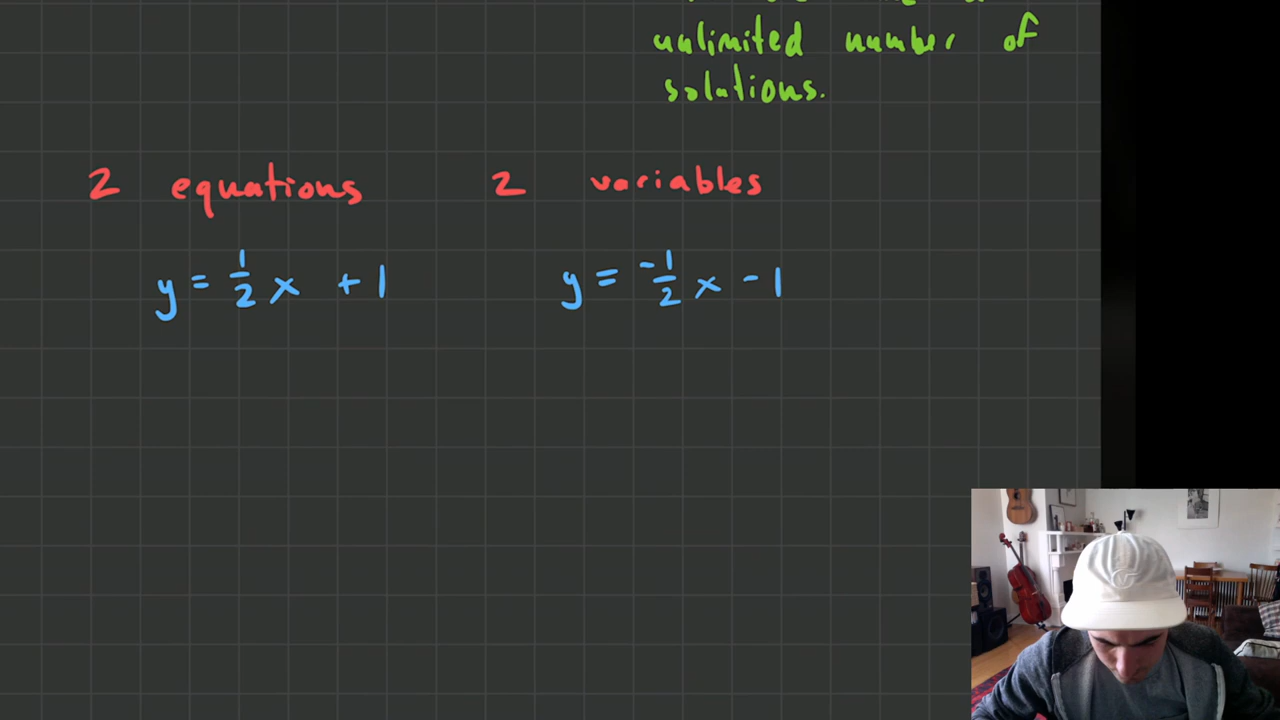 unlimited number of
solutions.
2 equations 2 variables
y = 1/2 x + 1 y = -1/2 x - 1